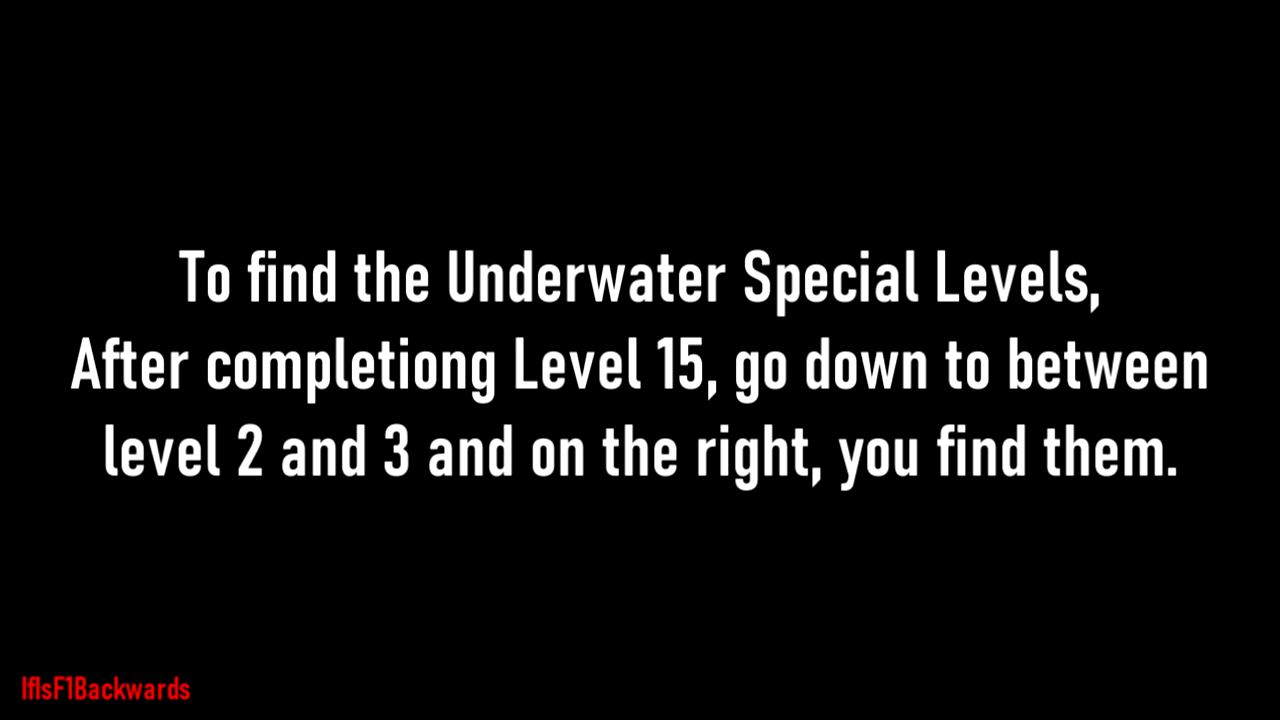 To find the Underwater Special Levels,
After completiong Level 15, go down to between
level 2 and 3 and on the right, you find them.
IfIsF1Backwards